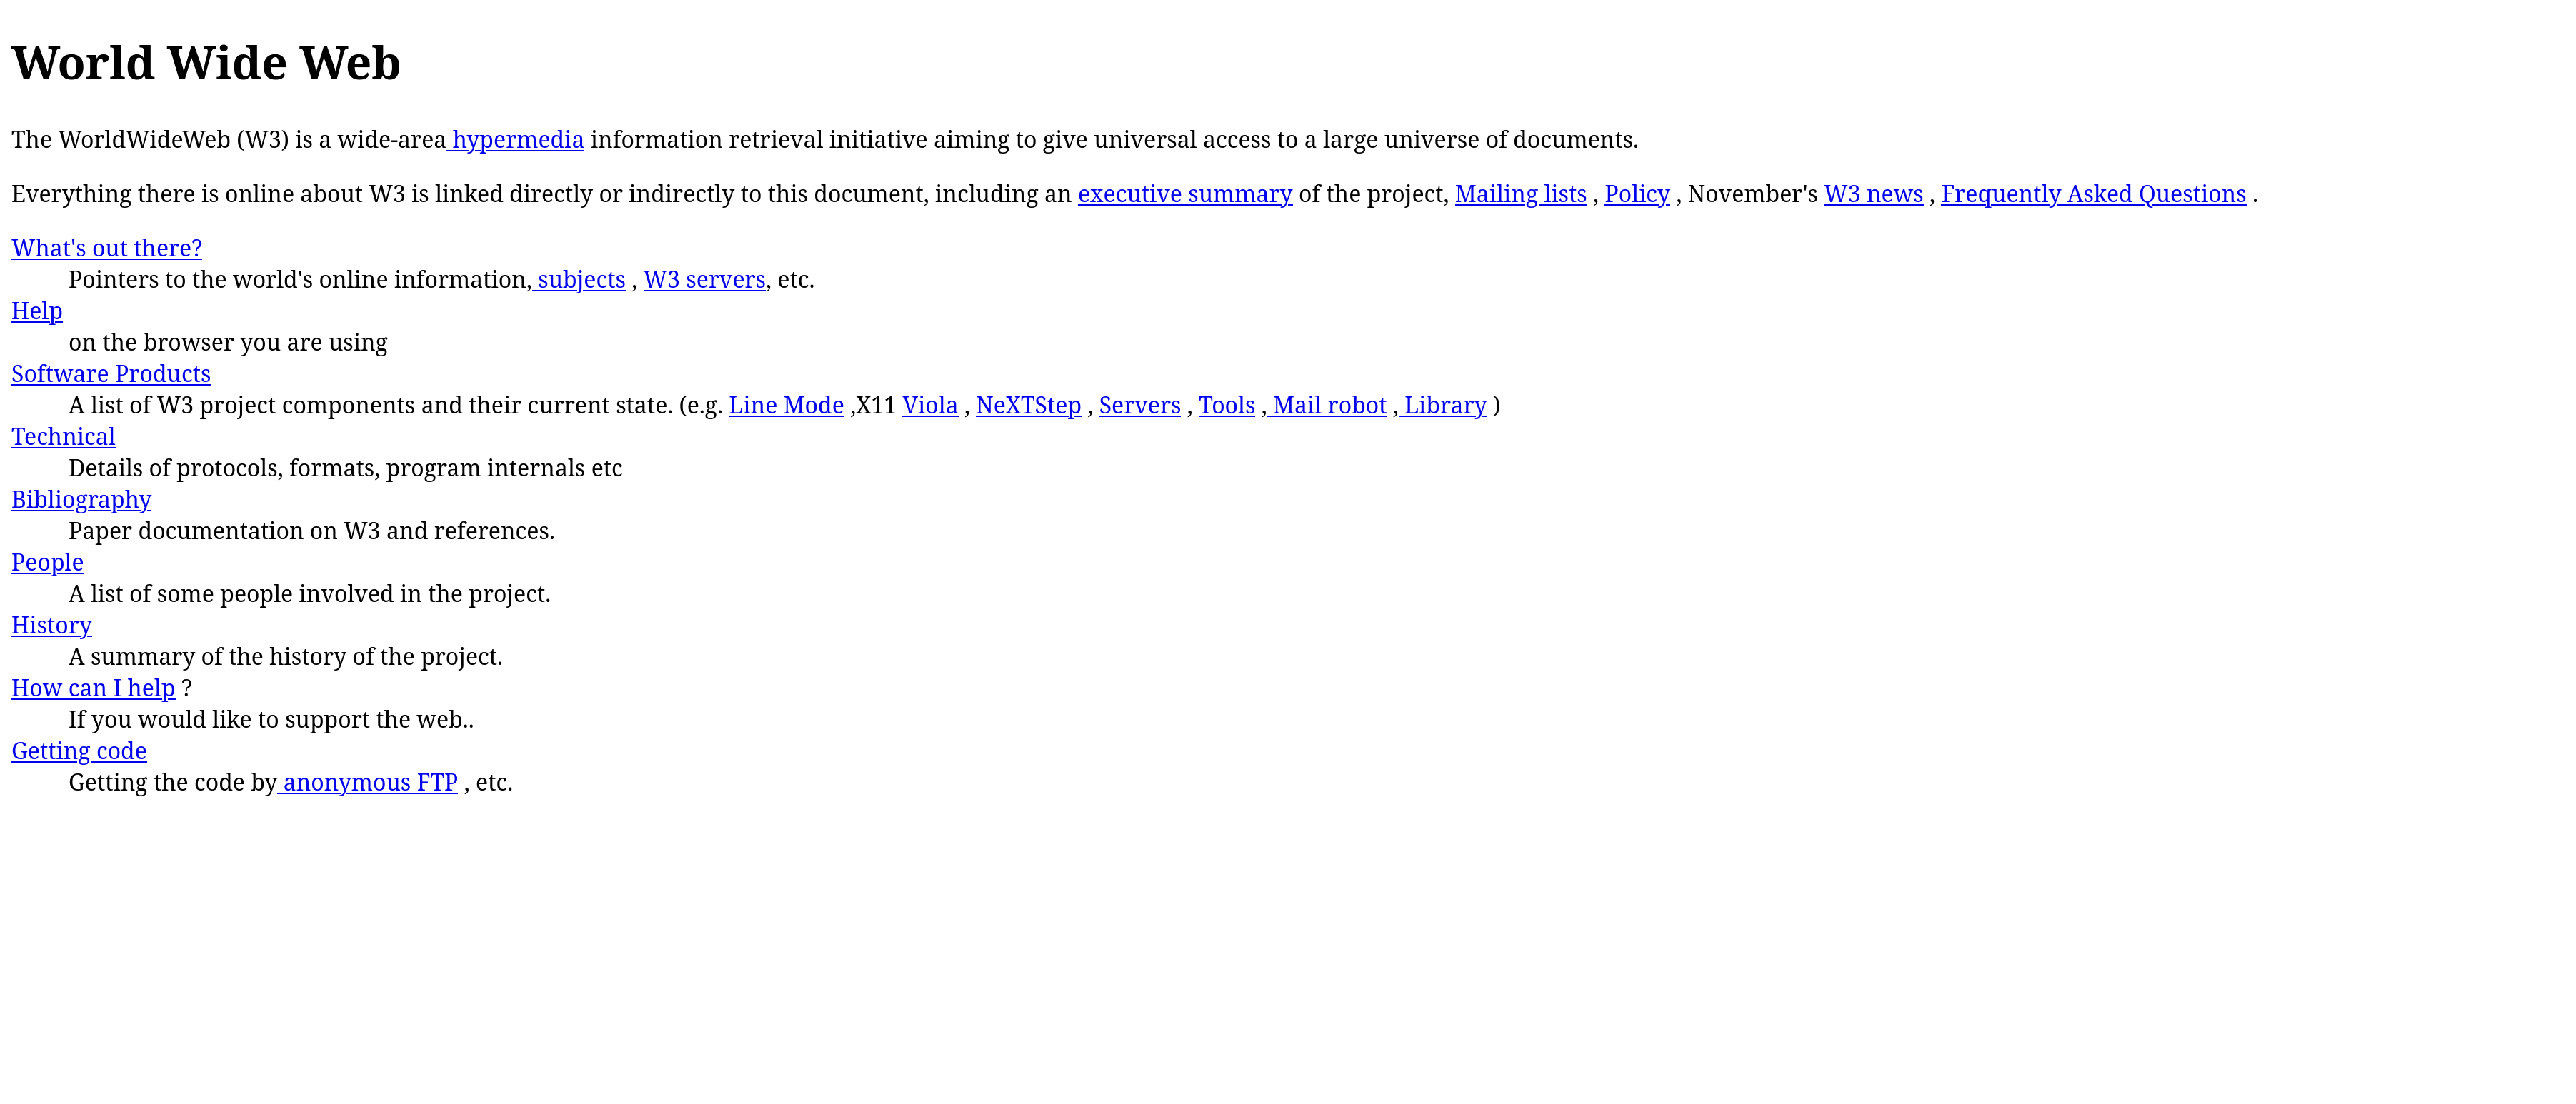 World Wide Web
The WorldWideWeb (W3) is a wide-area hypermedia information retrieval initiative aiming to give universal access to a large universe of documents.
Everything there is online about W3 is linked directly or indirectly to this document, including an executive summary of the project, Mailing lists , Policy , November's W3 news , Frequently Asked Questions .
What's out there?
Pointers to the world's online information, subjects , W3 servers, etc.
Help
on the browser you are using
Software Products
A list of W3 project components and their current state. (e.g. Line Mode ,X11 Viola , NeXTStep , Servers , Tools , Mail robot , Library )
Technical
Details of protocols, formats, program internals etc
Bibliography
Paper documentation on W3 and references.
People
A list of some people involved in the project.
History
A summary of the history of the project.
How can I help ?
If you would like to support the web..
Getting code
Getting the code by anonymous FTP , etc.